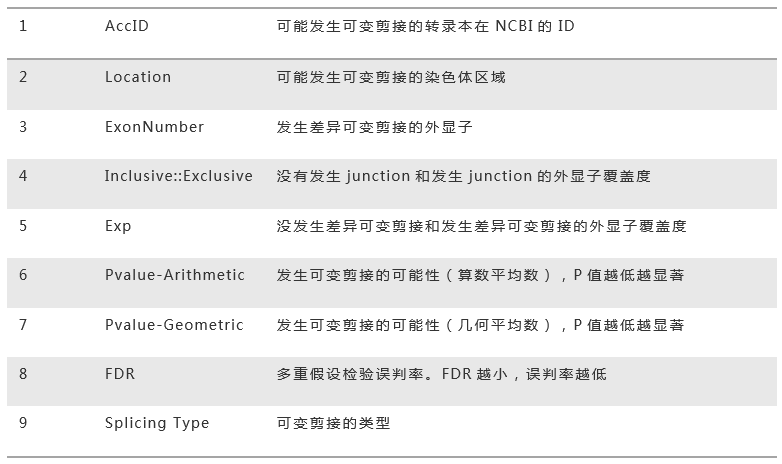 1 AccID 可能发生可变剪接的转录本在 NCBI 的 ID
2 Location 可能发生可变剪接的染色体区域
3 ExonNumber 发生差异可变剪接的外显子
4 Inclusive::Exclusive 没有发生 junction 和发生 junction 的外显子覆盖度
5 Exp 没发生差异可变剪接和发生差异可变剪接的外显子覆盖度
6 Pvalue-Arithmetic 发生可变剪接的可能性（算数平均数），P 值越低越显著
7 Pvalue-Geometric 发生可变剪接的可能性（几何平均数），P 值越低越显著
8 FDR 多重假设检验误判率。FDR 越小，误判率越低
9 Splicing Type 可变剪接的类型